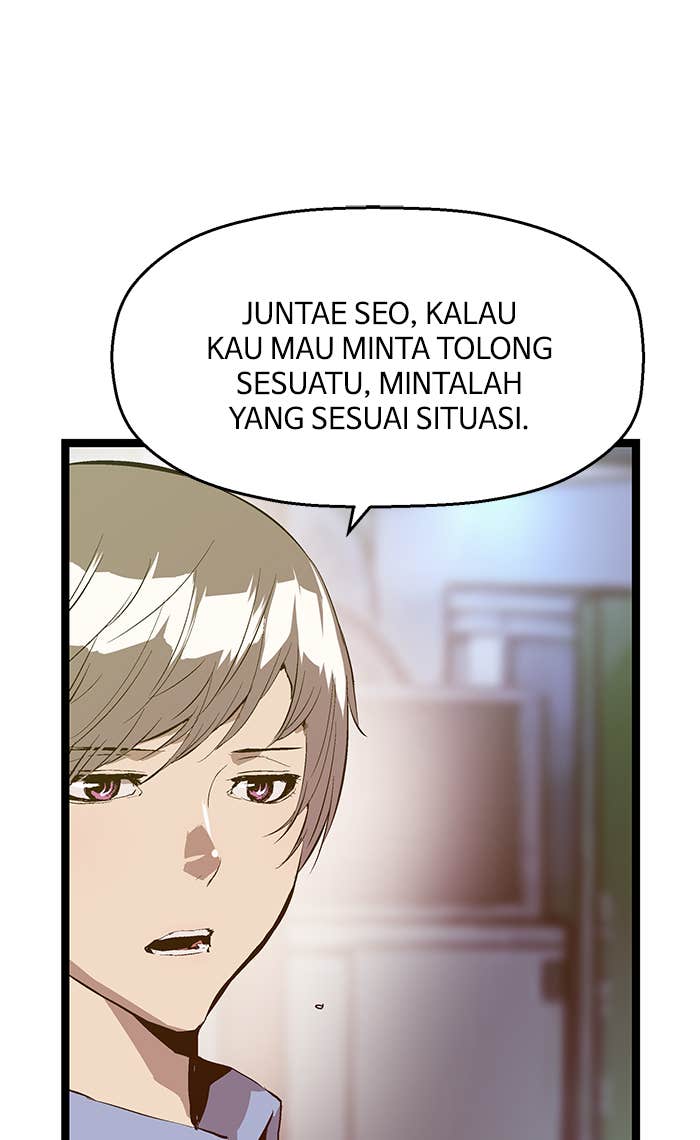 JUNTAE SEO, KALAU
KAU MAU MINTA TOLONG
SESUATU, MINTALAH
YANG SESUAI SITUASI.